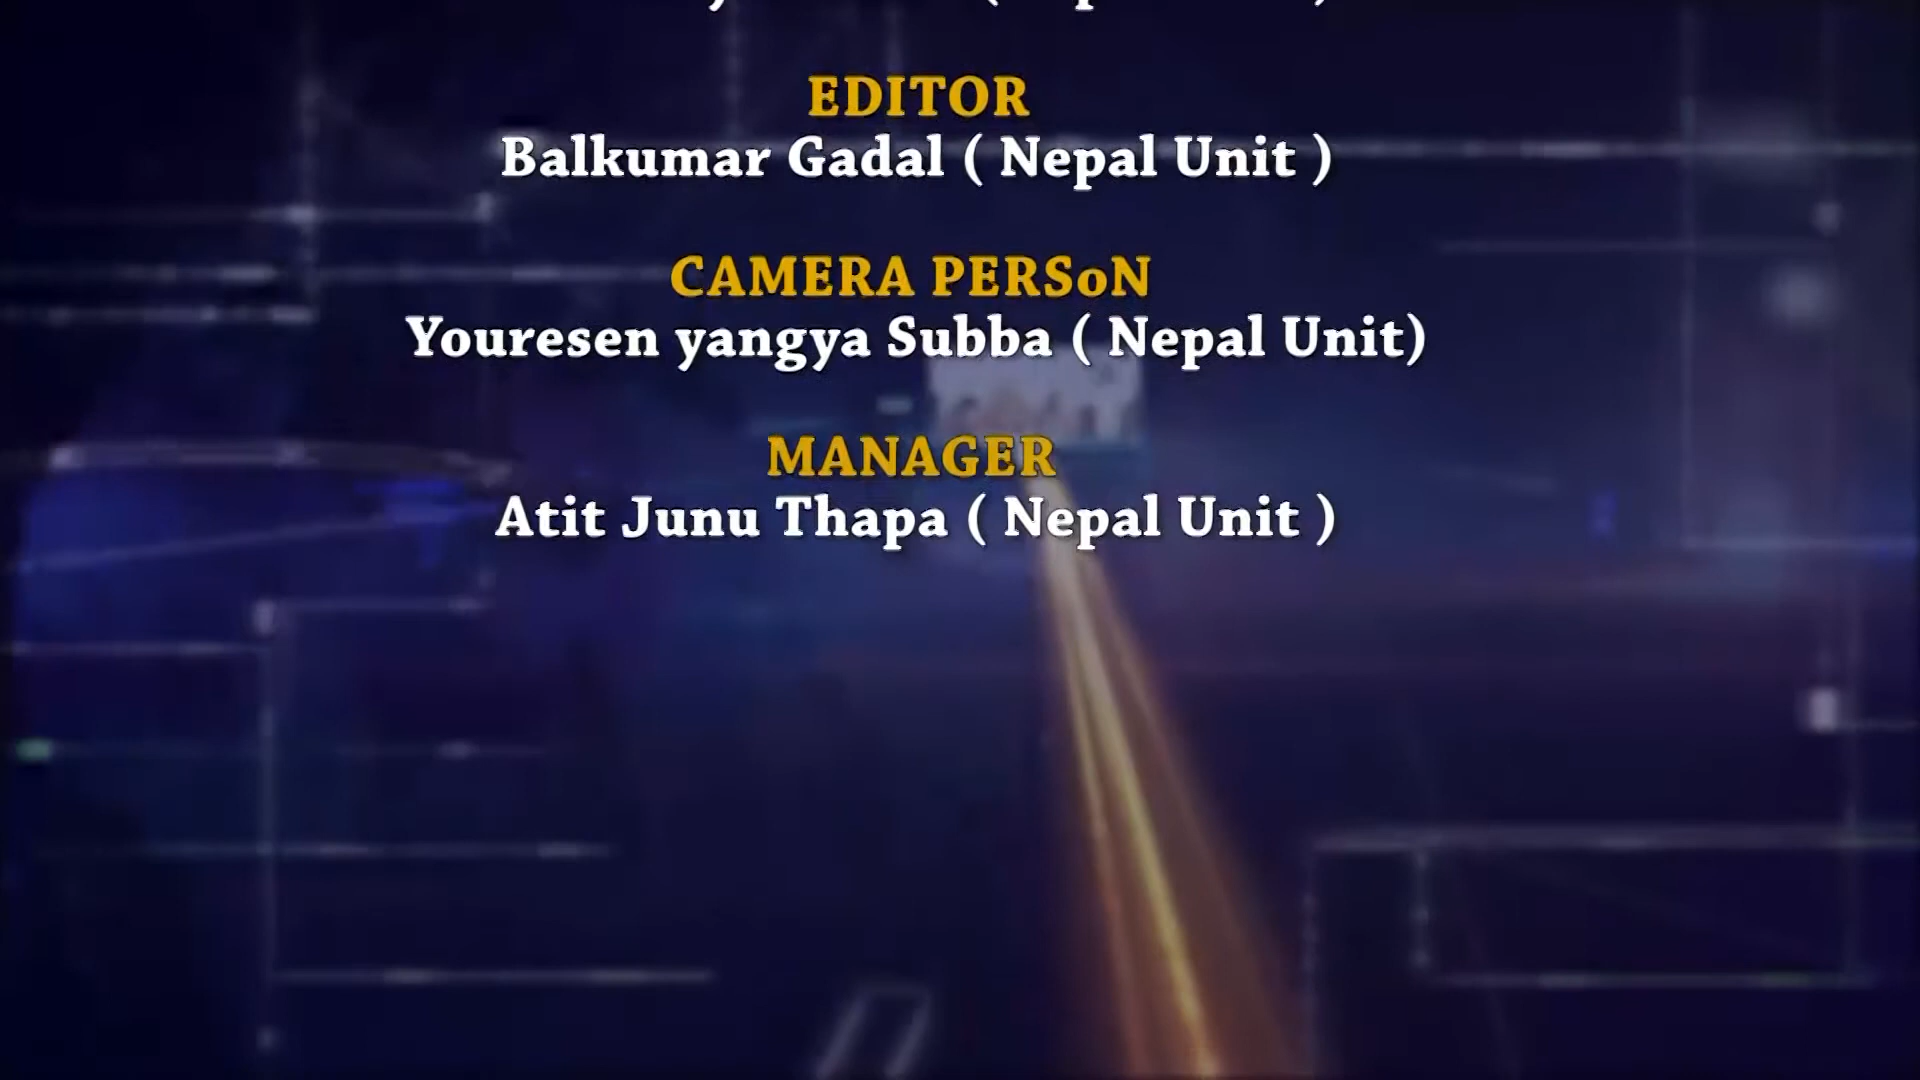 EDITOR
Balkumar Gadal ( Nepal Unit )
CAMERA PERSoN
Youresen yangya Subba ( Nepal Unit)
MANAGER
Atit Junu Thapa ( Nepal Unit )